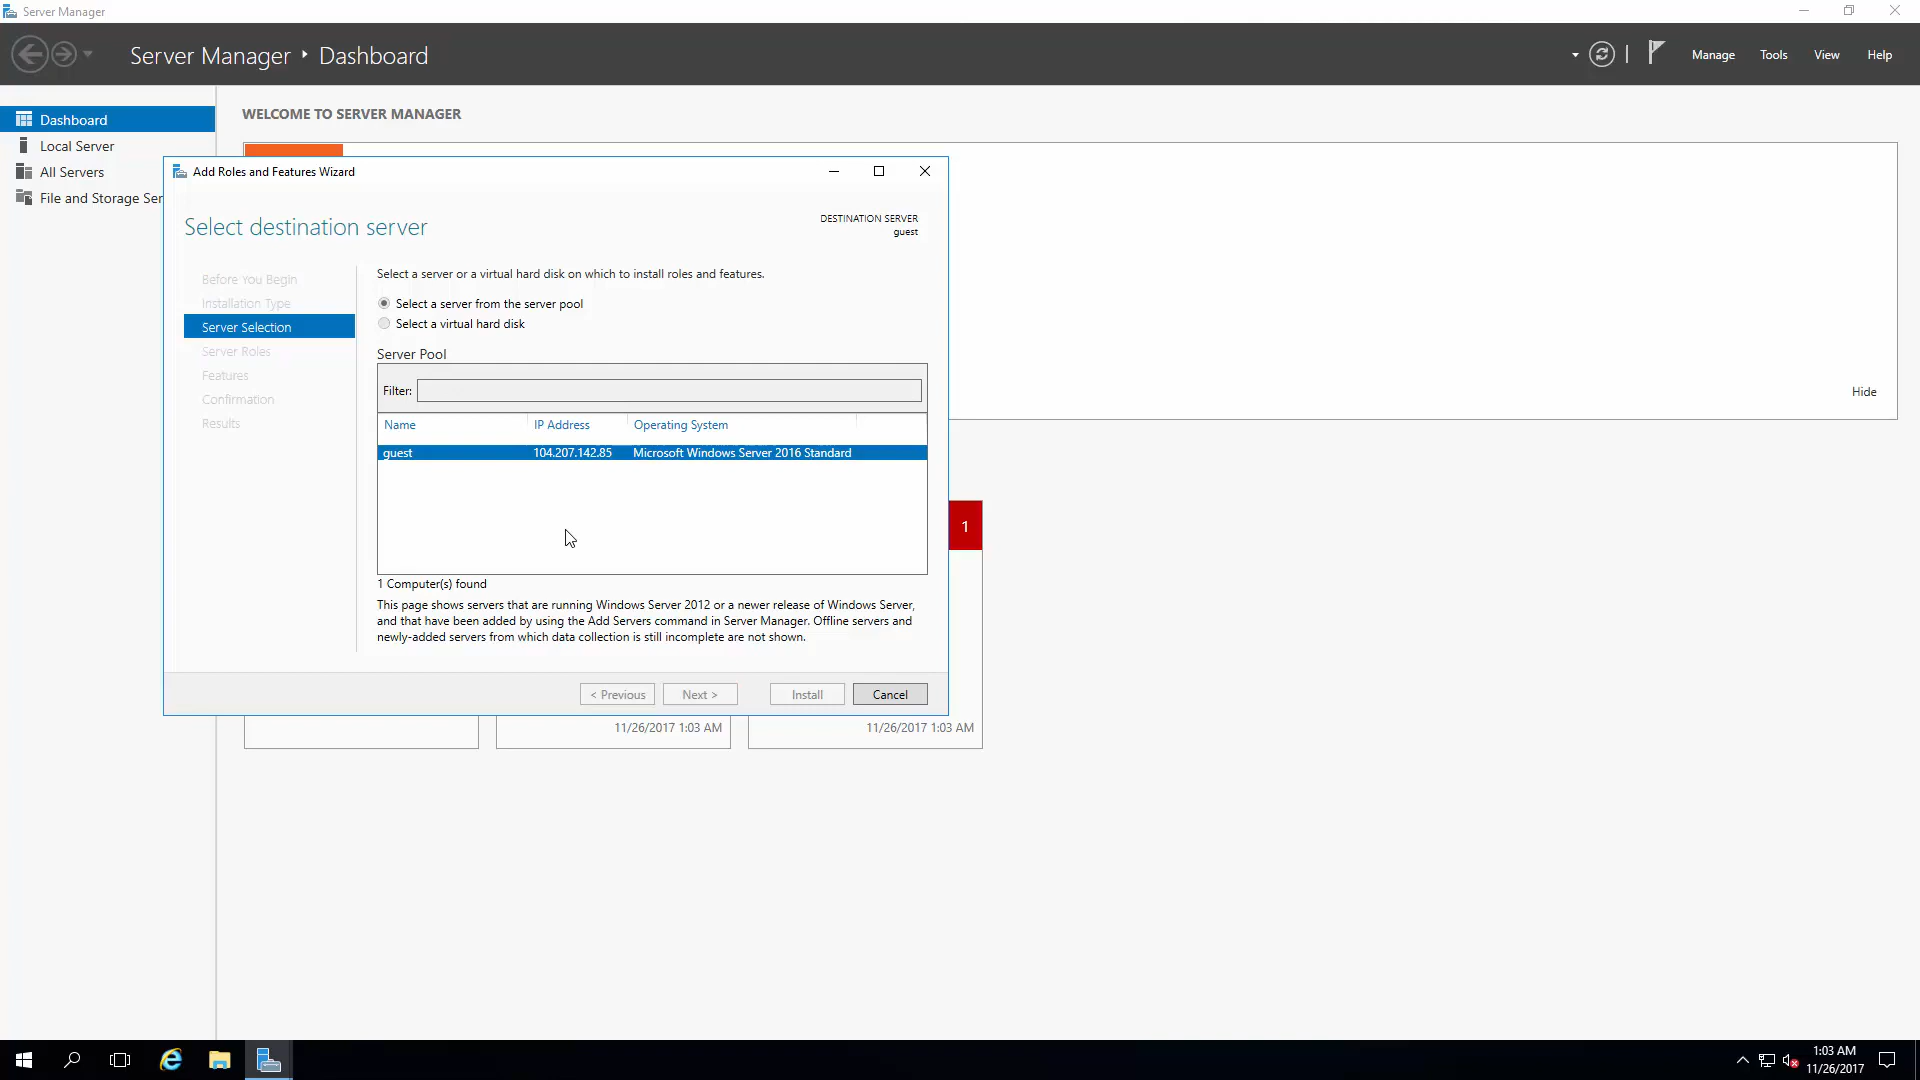 Server Manager
Server Manager • Dashboard
Manage
Tools
View
Help
Dashboard
Local Server
All Servers
File and Storage Ser
WELCOME TO SERVER MANAGER
Hide
Add Roles and Features Wizard
Select destination server
DESTINATION SERVER
guest
Before You Begin
Installation Type
Server Selection
Server Roles
Features
Confirmation
Results
Select a server or a virtual hard disk on which to install roles and features.
Select a server from the server pool
Select a virtual hard disk
Server Pool
Filter:
Name IP Address Operating System
guest 104.207.142.85 Microsoft Windows Server 2016 Standard
1 Computer(s) found
This page shows servers that are running Windows Server 2012 or a newer release of Windows Server,
and that have been added by using the Add Servers command in Server Manager. Offline servers and
newly-added servers from which data collection is still incomplete are not shown.
< Previous
Next >
Install
Cancel
1
11/26/2017 1:03 AM
11/26/2017 1:03 AM
1:03 AM
11/26/2017